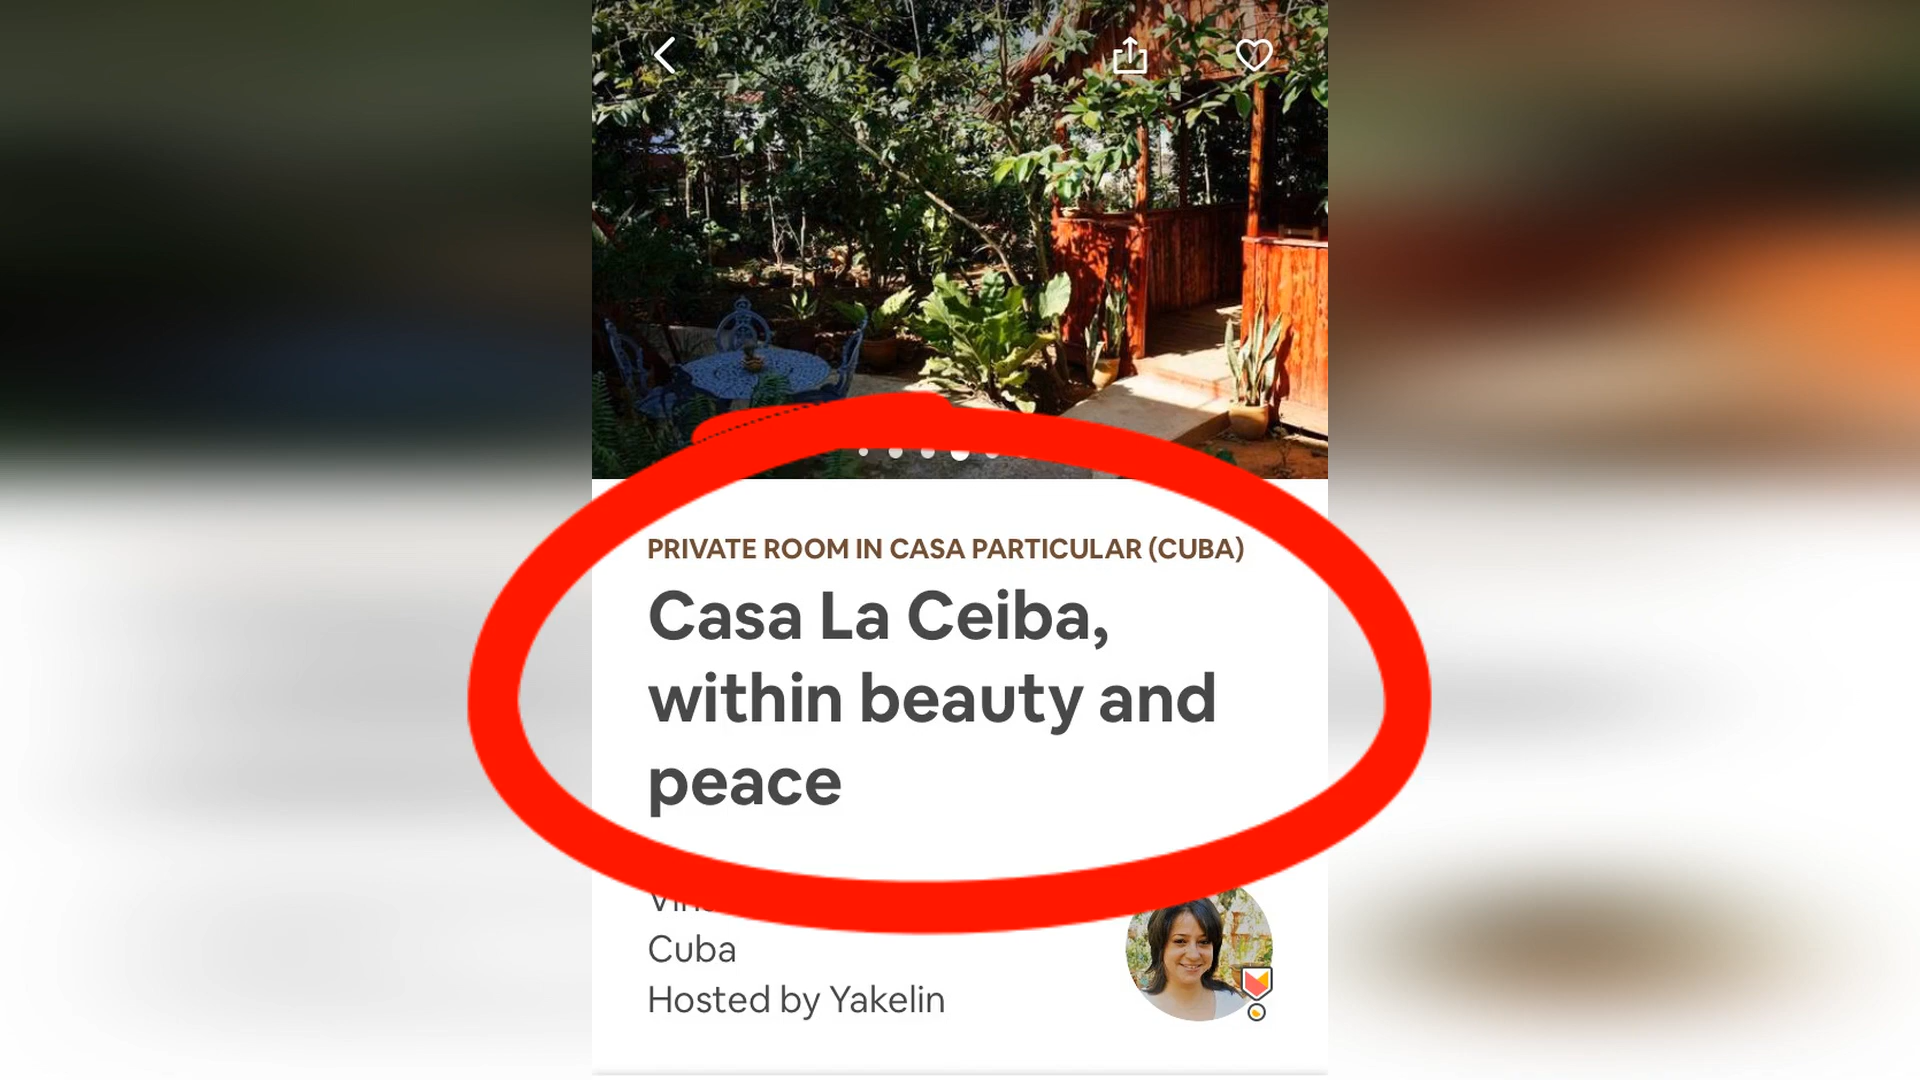 PRIVATE ROOM IN CASA PARTICULAR (CUBA)
Casa La Ceiba,
within beauty and
peace
Cuba
Hosted by Yakelin